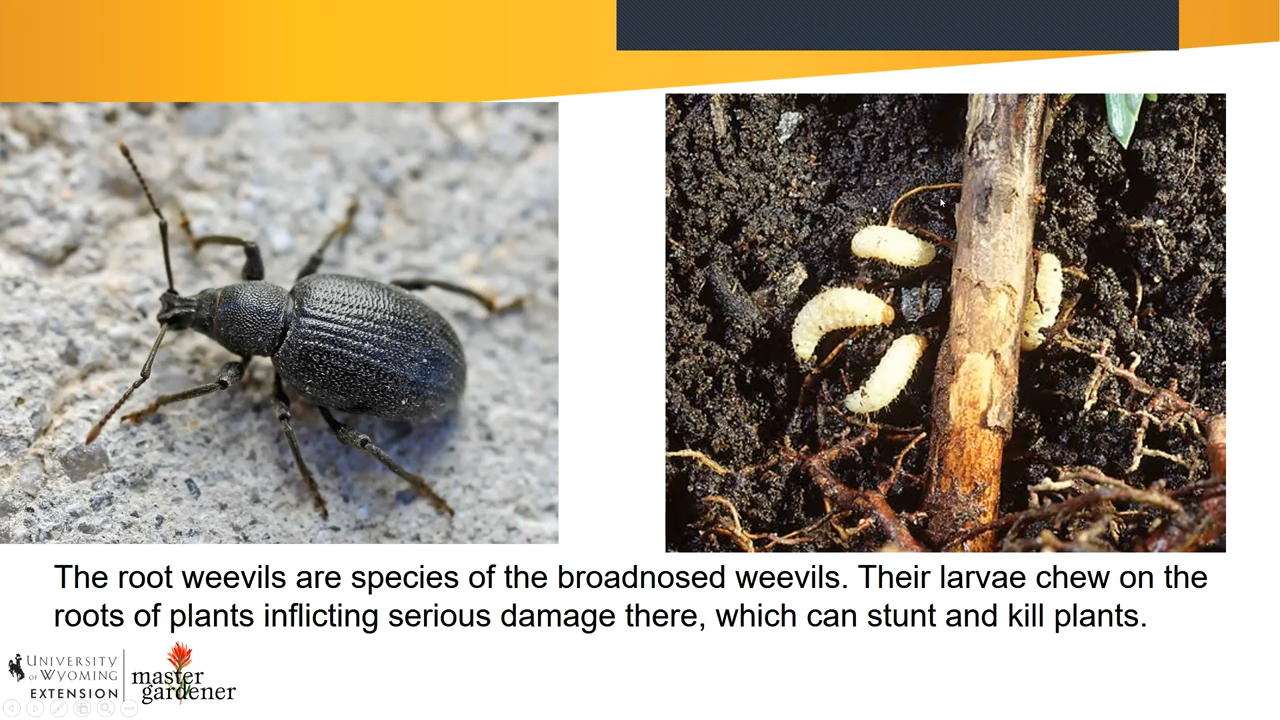 The root weevils are species of the broadnosed weevils. Their larvae chew on the
roots of plants inflicting serious damage there, which can stunt and kill plants.
UNIVERSITY
OF WYOMING
EXTENSION
master
gardener